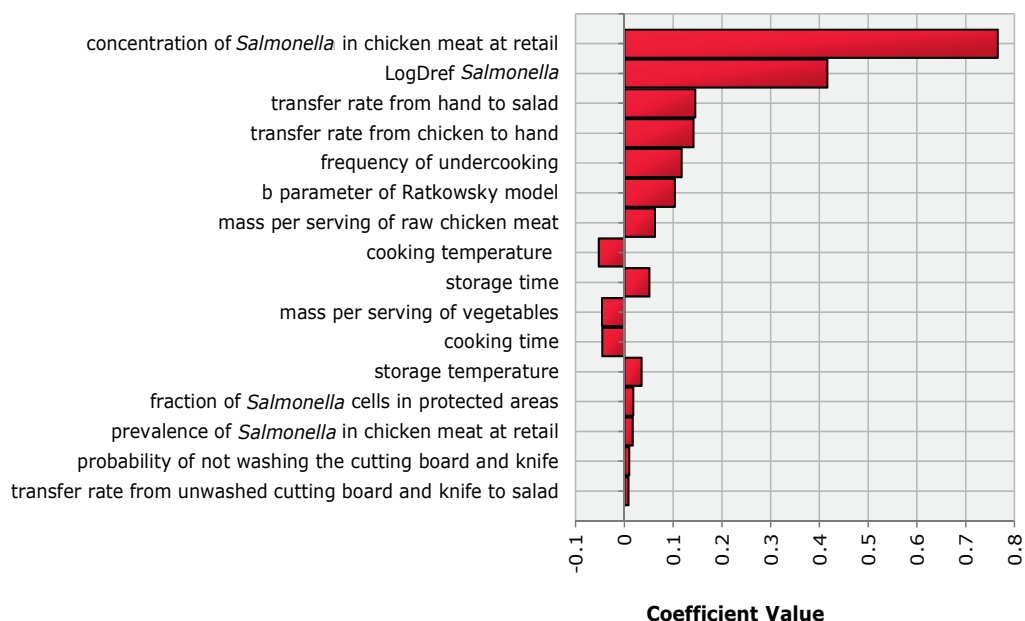 concentration of Salmonella in chicken meat at retail
LogDref Salmonella
transfer rate from hand to salad
transfer rate from chicken to hand
frequency of undercooking
b parameter of Ratkowsky model
mass per serving of raw chicken meat
cooking temperature
storage time
mass per serving of vegetables
cooking time
storage temperature
fraction of Salmonella cells in protected areas
prevalence of Salmonella in chicken meat at retail
probability of not washing the cutting board and knife
transfer rate from unwashed cutting board and knife to salad
-0.1 0 0.1 0.2 0.3 0.4 0.5 0.6 0.7 0.8
Coefficient Value